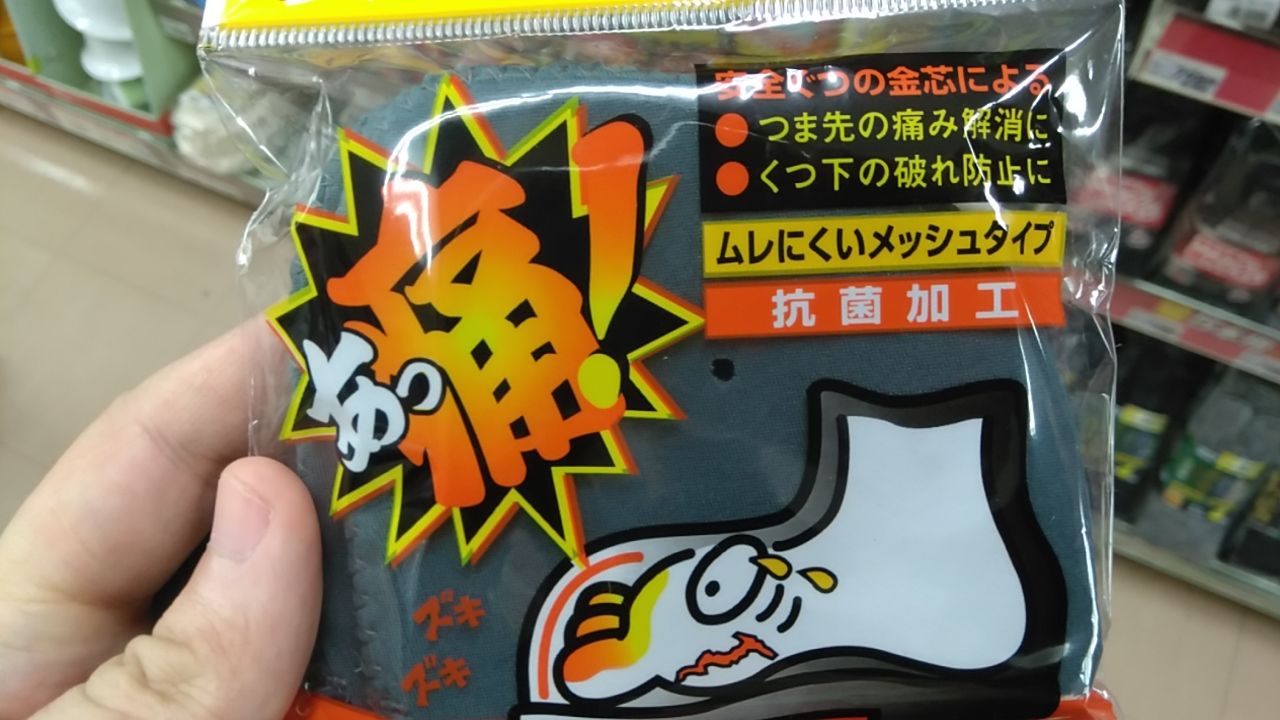 安全ぐつの金芯による
●つま先の痛み解消に
●くつ下の破れ防止に
ムレにくいメッシュタイプ
抗菌加工
あっ痛!
ズキ
ズキ